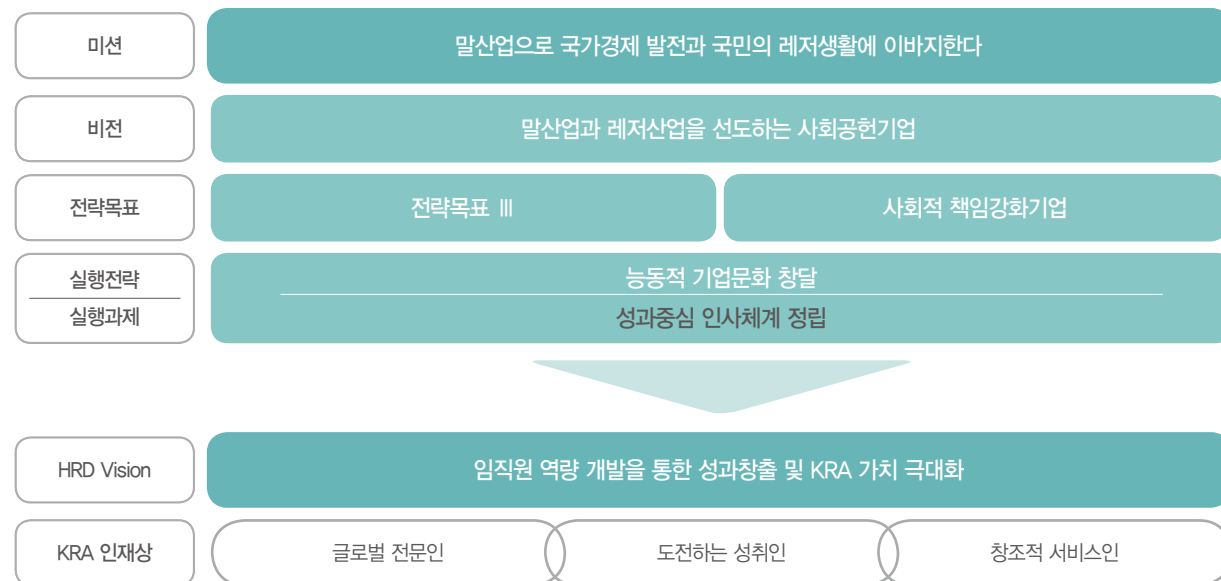 미션
말산업으로 국가경제 발전과 국민의 레저생활에 이바지한다
비전
말산업과 레저산업을 선도하는 사회공헌기업
전략목표
전략목표 Ⅲ
사회적 책임강화기업
실행전략
능동적 기업문화 창달
실행과제
성과중심 인사체계 정립
HRD Vision
임직원 역량 개발을 통한 성과창출 및 KRA 가치 극대화
KRA 인재상
글로벌 전문인
도전하는 성취인
창조적 서비스인